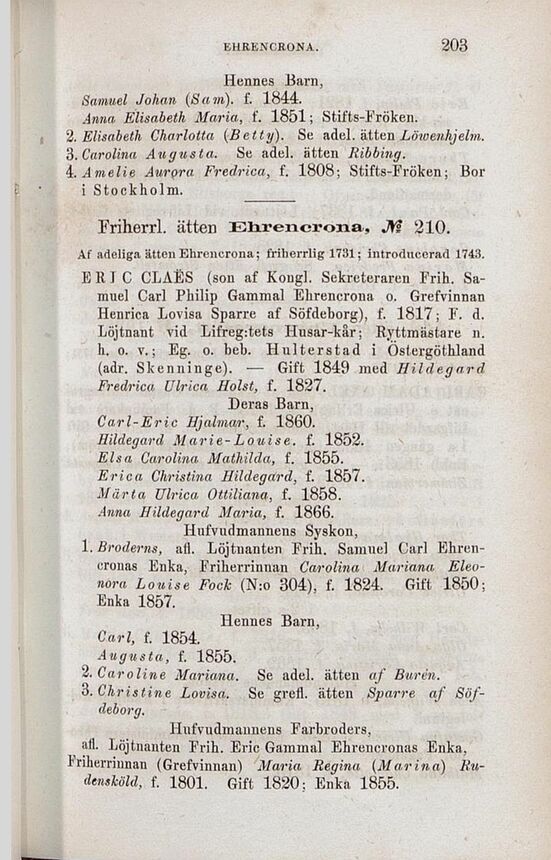 EHRENCRONA. 203
Hennes Barn,
Samuel Johan (Sam). f. 1844.
Anna Elisabeth Maria, f. 1851; Stifts-Fröken.
2. Elisabeth Charlotta (Betty). Se adel. ätten Löwenhjelm.
3. Carolina Augusta. Se adel. ätten Ribbing.
4. Amelie Aurora Fredrica, f. 1808; Stifts-Fröken; Bor
i Stockholm.
Friherrl. ätten Ehrencrona, № 210.
Af adeliga ätten Ehrencrona; friherrlig 1731; introducerad 1743.
ERIC CLAËS (son af Kongl. Sekreteraren Frih. Sa-
muel Carl Philip Gammal Ehrencrona o. Grefvinnan
Henrica Lovisa Sparre af Söfdeborg), f. 1817; F. d.
Löjtnant vid Lifreg:tets Husar-kår; Ryttmästare n.
h. o. v.; Eg. o. beb. Hulterstad i Östergöthland
(adr. Skenninge). — Gift 1849 med Hildegard
Fredrica Ulrica Holst, f. 1827.
Deras Barn,
Carl-Eric Hjalmar, f. 1860.
Hildegard Marie-Louise. f. 1852.
Elsa Carolina Mathilda, f. 1855.
Erica Christina Hildegard, f. 1857.
Märta Ulrica Ottiliana, f. 1858.
Anna Hildegard Maria, f. 1866.
Hufvudmannens Syskon,
1. Broderns, afl. Löjtnanten Frih. Samuel Carl Ehren-
cronas Enka, Friherrinnan Carolina Mariana Eleo-
nora Louise Fock (N:o 304), f. 1824. Gift 1850;
Enka 1857.
Hennes Barn,
Carl, f. 1854.
Augusta, f. 1855.
2. Caroline Mariana. Se adel. ätten af Burén.
3. Christine Lovisa. Se grefl. ätten Sparre af Söf-
deborg.
Hufvudmannens Farbroders,
afl. Löjtnanten Frih. Eric Gammal Ehrencronas Enka,
Friherrinnan (Grefvinnan) Maria Regina (Marina) Ru-
densköld, f. 1801. Gift 1820; Enka 1855.